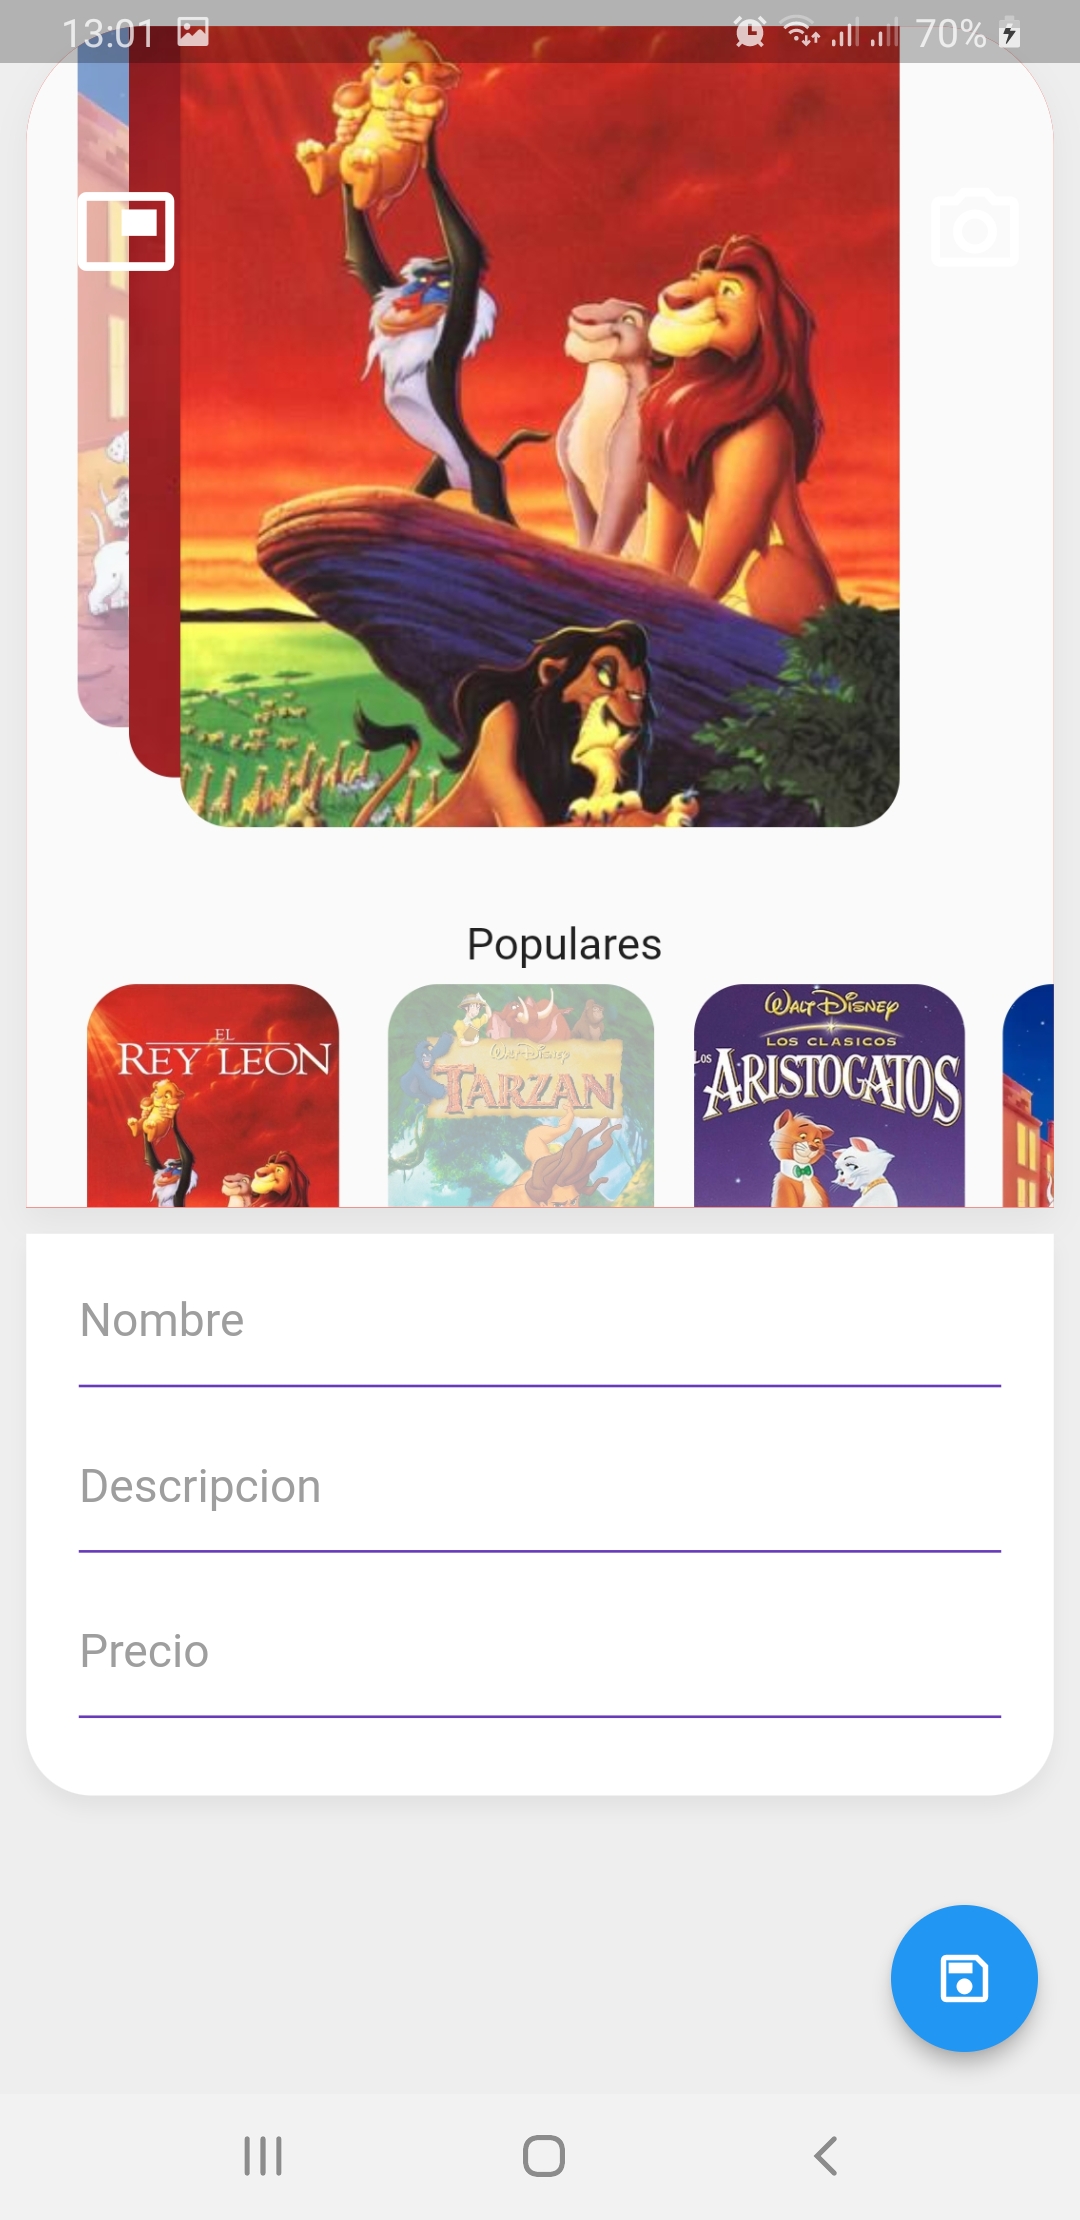 13:01
70%
Populares
EL
REY LEON
WALT DISNEY
TARZAN
WALT DISNEY
LOS CLASICOS
LOS
ARISTOGATOS
Nombre
Descripcion
Precio